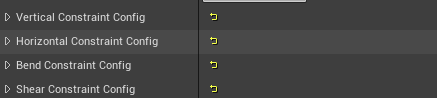 Vertical Constraint Config
Horizontal Constraint Config
Bend Constraint Config
Shear Constraint Config